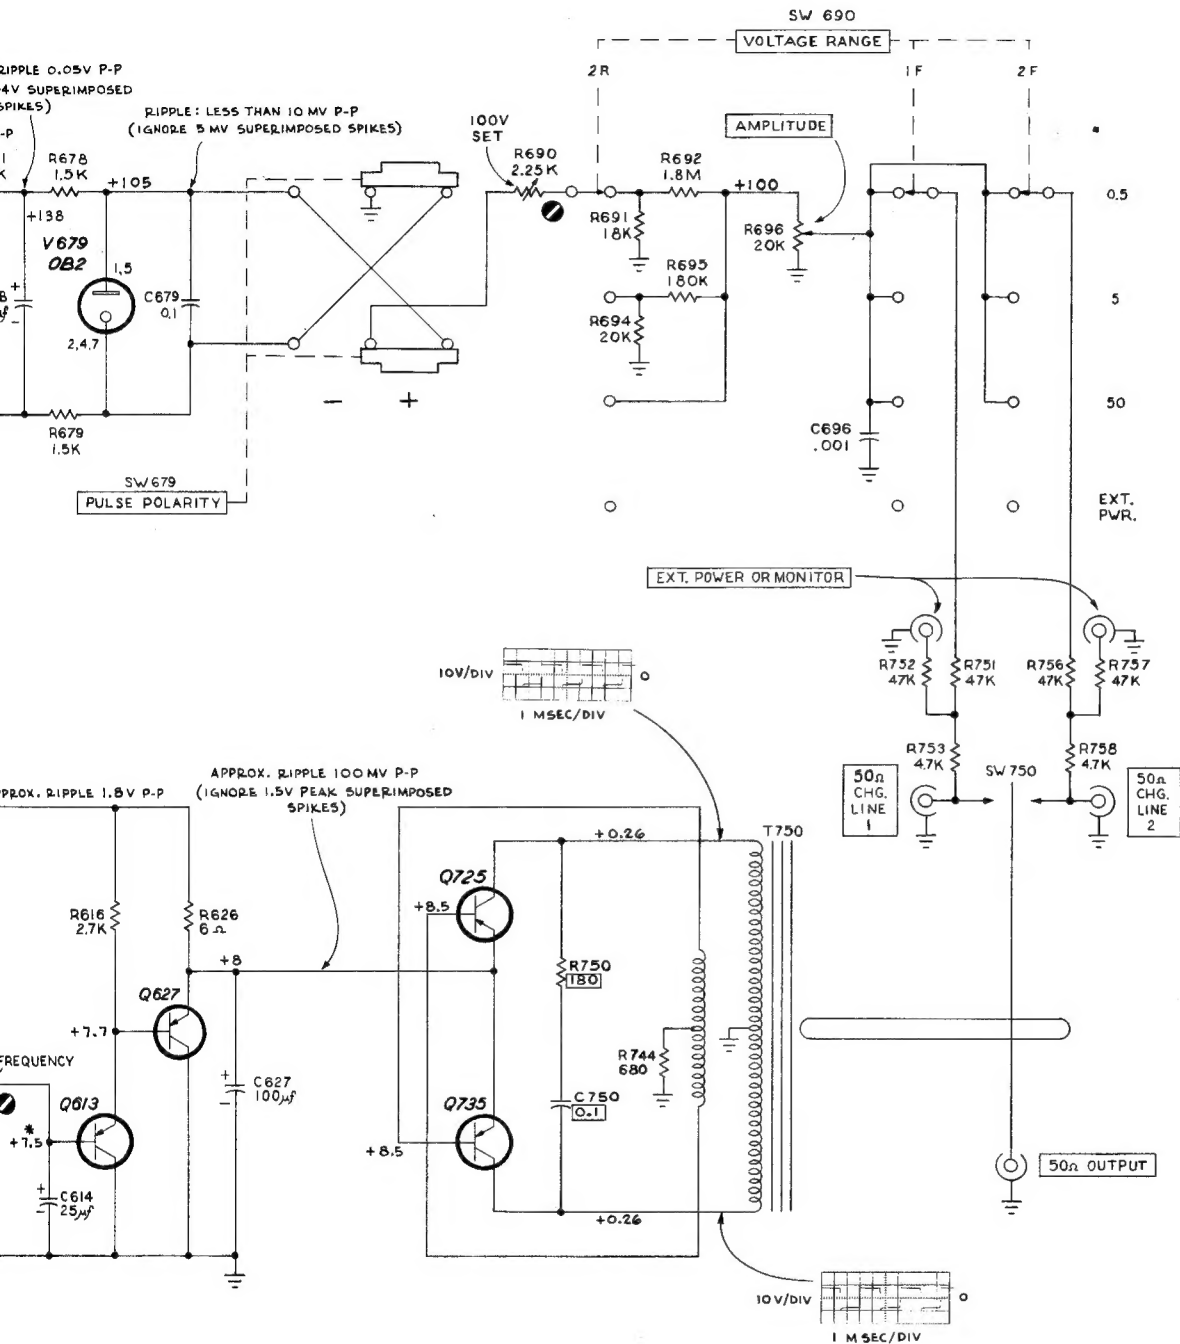 SW 690
VOLTAGE RANGE
2R
1F
2F
RIPPLE 0.05V P-P
4V SUPERIMPOSED
SPIKES)
-P
RIPPLE: LESS THAN 10 MV P-P
(IGNORE 5 MV SUPERIMPOSED SPIKES)
100V
SET
AMPLITUDE
R678
1.5K
R690
2.25K
R692
1.8M
+105
+100
0.5
+138
V679
OB2
1,5
R691
18K
R696
20K
R695
180K
C679
0.1
5
R694
20K
2,4.7
- +
50
R679
1.5K
C696
.001
SW679
PULSE POLARITY
EXT.
PWR.
EXT. POWER OR MONITOR
R752
47K
R751
47K
R756
47K
R757
47K
10V/DIV
1 MSEC/DIV
R753
4.7K
SW750
R758
4.7K
50Ω
CHG.
LINE
1
50Ω
CHG.
LINE
2
PPROX. RIPPLE 1.8V P-P
APPROX. RIPPLE 100MV P-P
(IGNORE 1.5V PEAK SUPERIMPOSED
SPIKES)
+0.26
T750
Q725
+8.5
R616
2.7K
R626
6Ω
+8
R750
180
Q627
+7.7
R744
680
FREQUENCY
C627
100μf
C750
0.1
Q613
*
+7.5
Q735
+8.5
C614
25μf
+0.26
50Ω OUTPUT
10V/DIV
1 MSEC/DIV